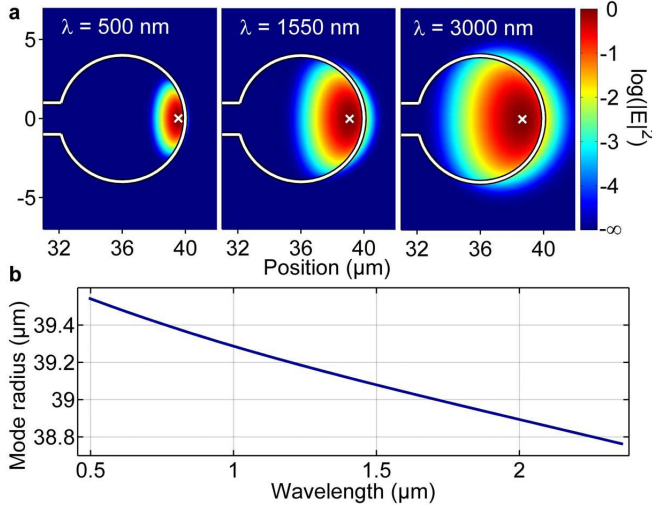 a
λ = 500 nm
λ = 1550 nm
λ = 3000 nm
5
0
-5
32 36 40
32 36 40
32 36 40
Position (µm)
0
-1
-2
-3
-4
-∞
log(|E|²)
b
39.4
39.2
39
38.8
Mode radius (µm)
0.5 1 1.5 2
Wavelength (µm)